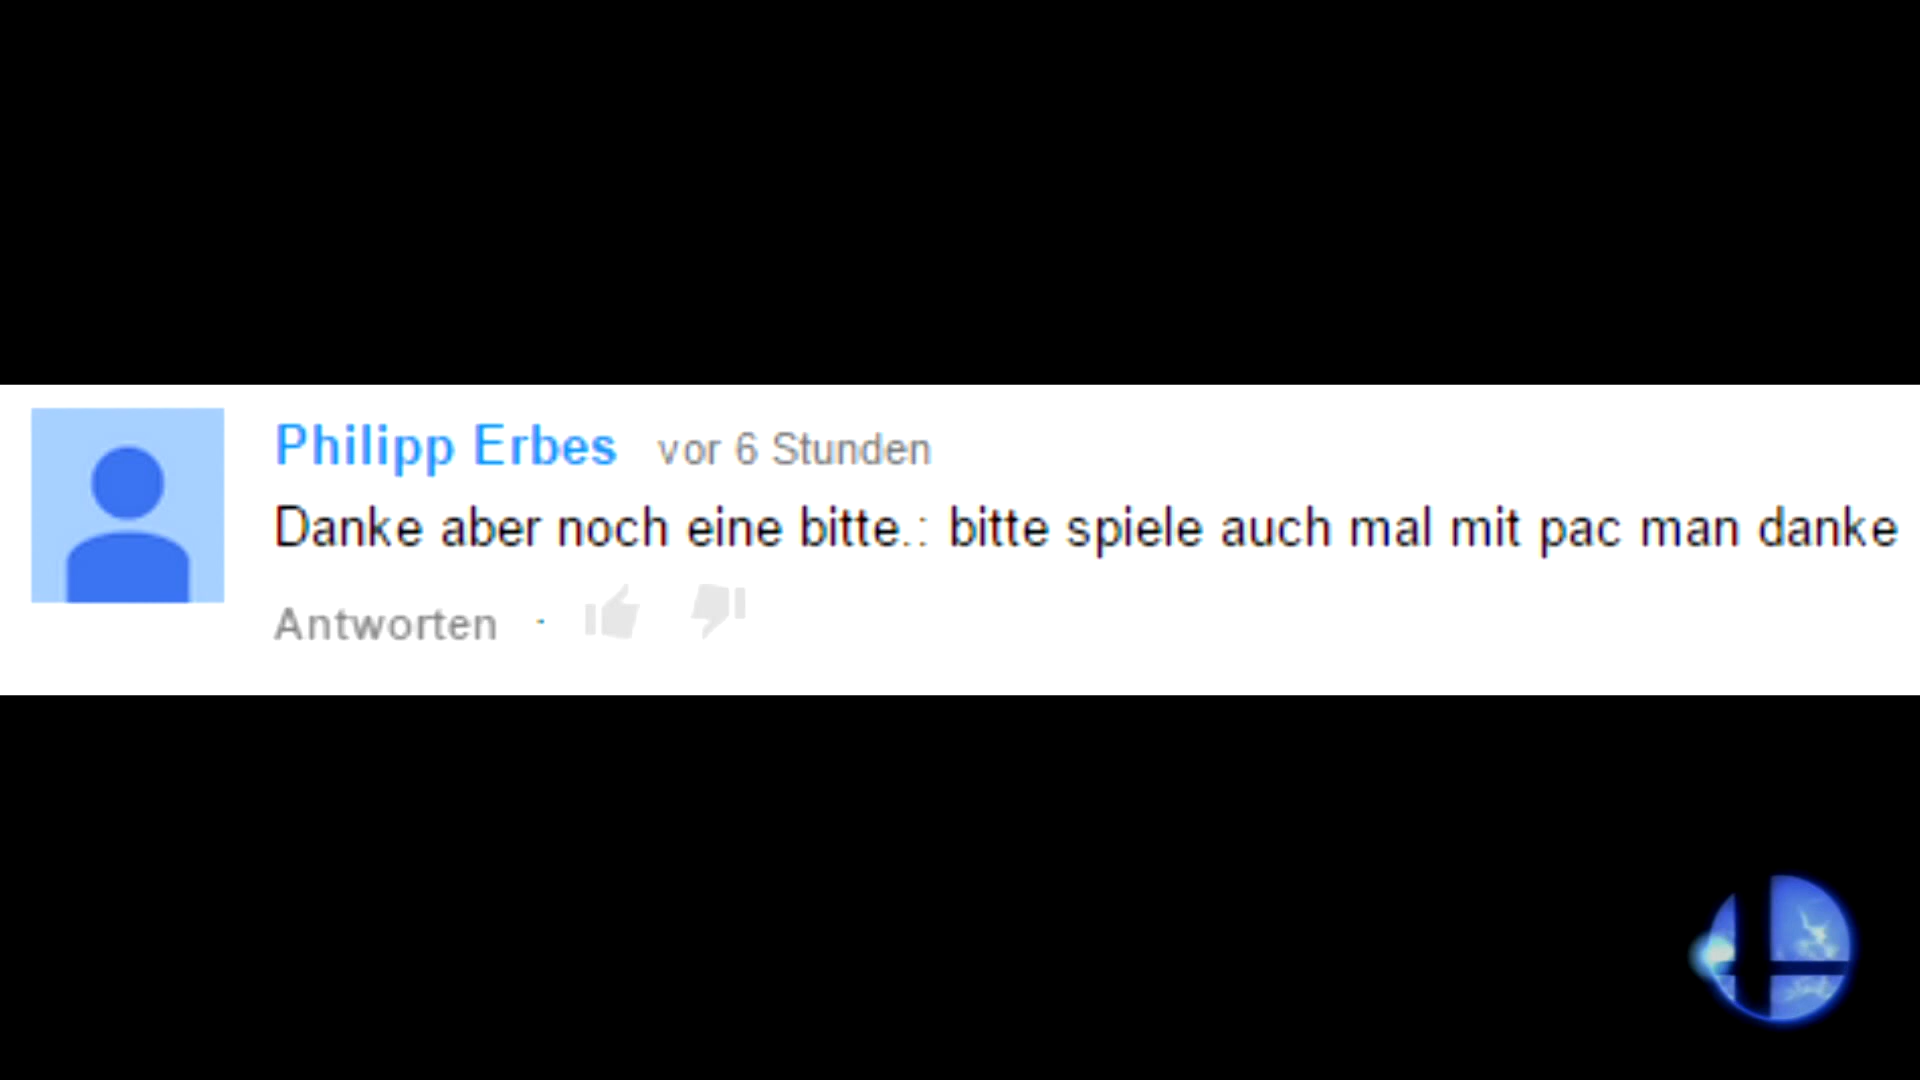 Philipp Erbes vor 6 Stunden
Danke aber noch eine bitte.: bitte spiele auch mal mit pac man danke
Antworten ·